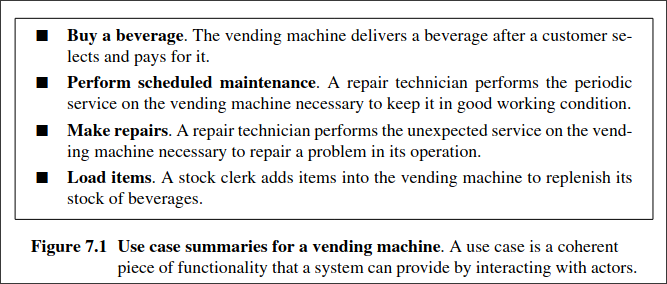 ■ Buy a beverage. The vending machine delivers a beverage after a customer se-
lects and pays for it.
■ Perform scheduled maintenance. A repair technician performs the periodic
service on the vending machine necessary to keep it in good working condition.
■ Make repairs. A repair technician performs the unexpected service on the vend-
ing machine necessary to repair a problem in its operation.
■ Load items. A stock clerk adds items into the vending machine to replenish its
stock of beverages.
Figure 7.1 Use case summaries for a vending machine. A use case is a coherent
piece of functionality that a system can provide by interacting with actors.